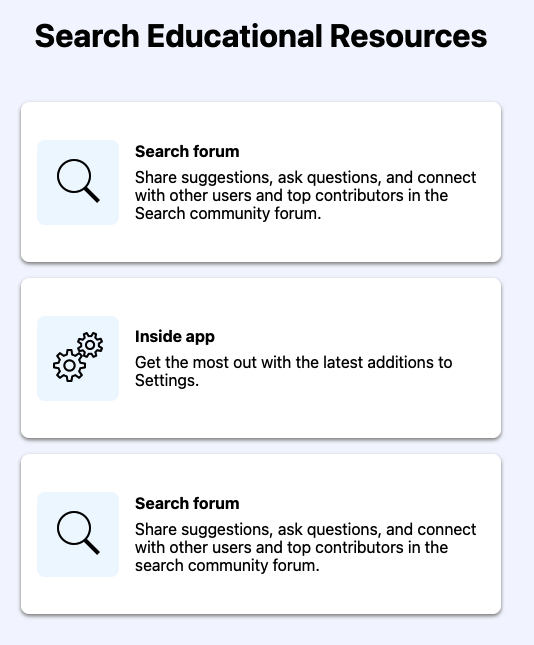 Search Educational Resources
Search forum
Share suggestions, ask questions, and connect
with other users and top contributors in the
Search community forum.
Inside app
Get the most out with the latest additions to
Settings.
Search forum
Share suggestions, ask questions, and connect
with other users and top contributors in the
search community forum.